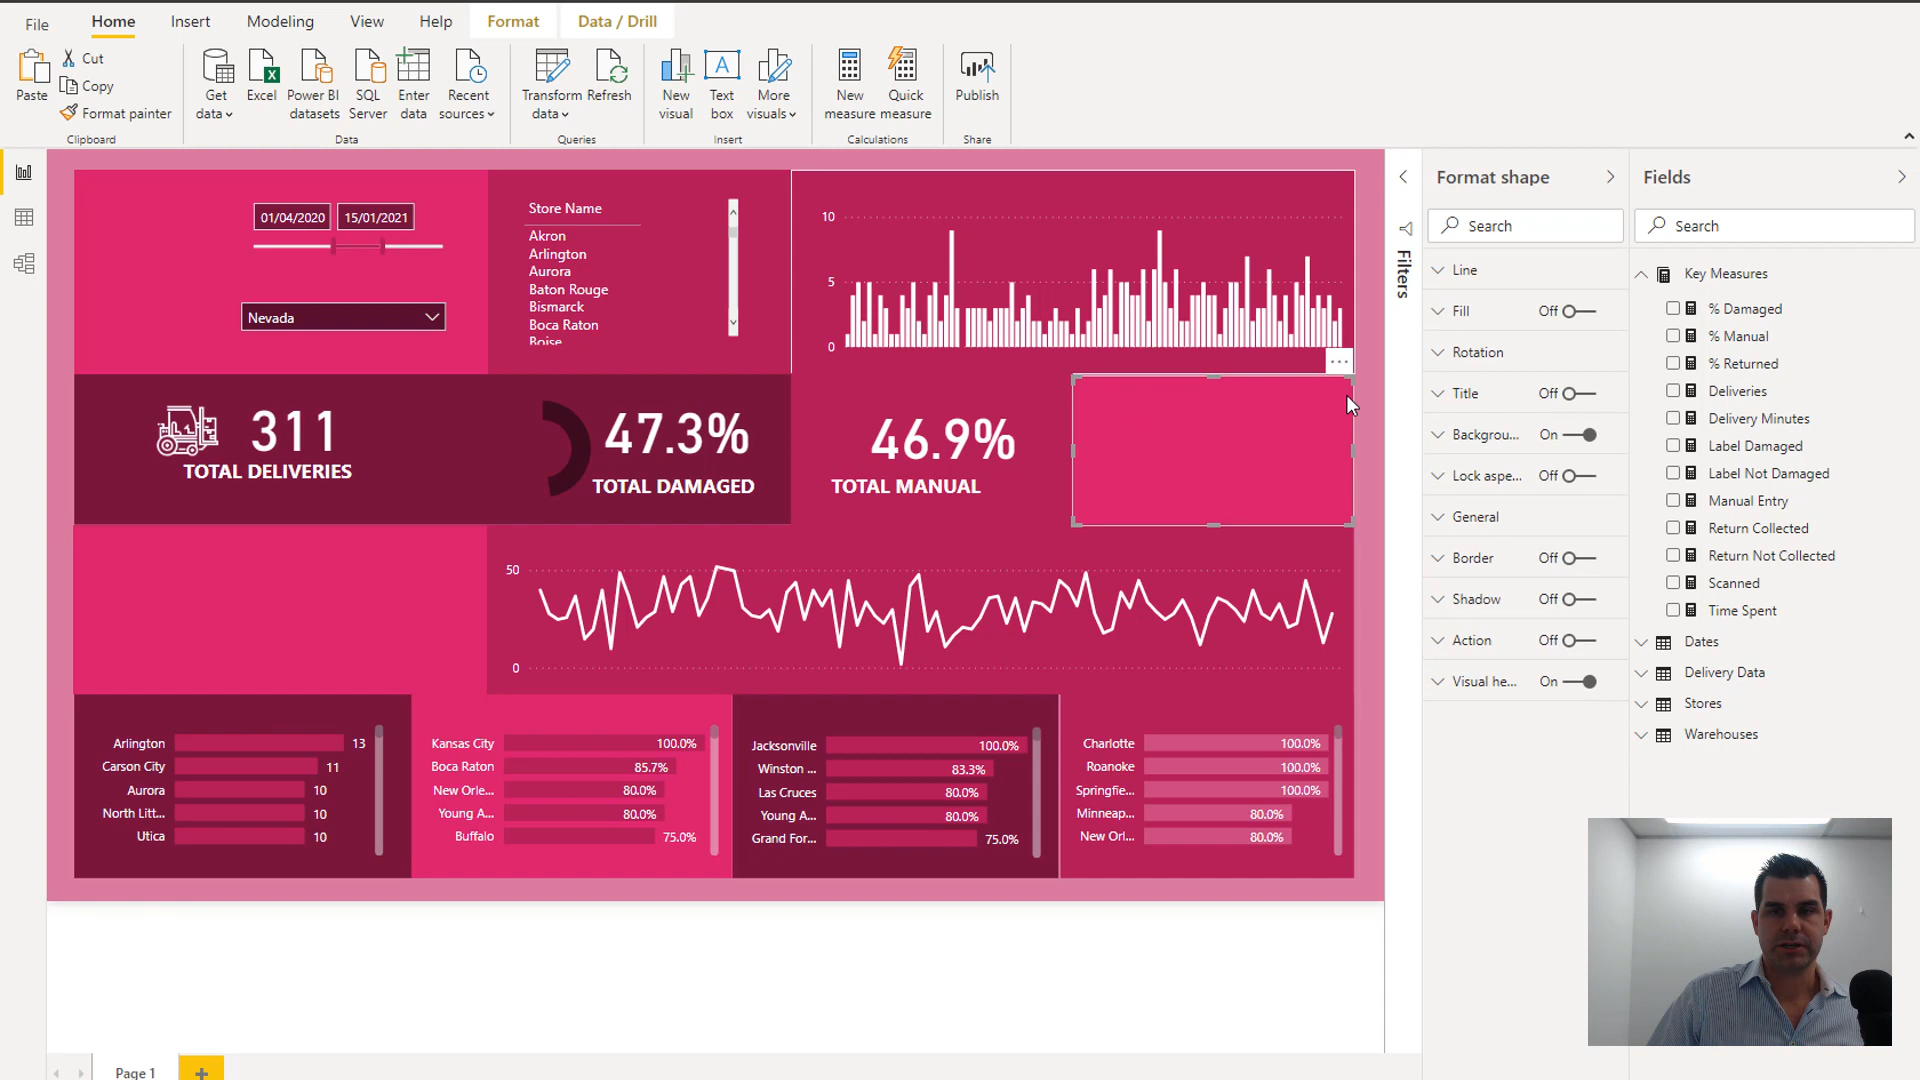 File
Home
Insert
Modeling
View
Help
Format
Data / Drill
Paste
Cut
Copy
Format painter
Clipboard
Get data
Excel
Power BI datasets
SQL Server
Enter data
Recent sources
Data
Transform data
Refresh
Queries
New visual
Text box
More visuals
Insert
New measure
Quick measure
Calculations
Publish
Share
01/04/2020
15/01/2021
Nevada
Store Name
Akron
Arlington
Aurora
Baton Rouge
Bismarck
Boca Raton
Boise
10
5
0
311
TOTAL DELIVERIES
47.3%
TOTAL DAMAGED
46.9%
TOTAL MANUAL
50
0
Arlington 13
Carson City 11
Aurora 10
North Litt... 10
Utica 10
Kansas City 100.0%
Boca Raton 85.7%
New Orle... 80.0%
Young A... 80.0%
Buffalo 75.0%
Jacksonville 100.0%
Winston ... 83.3%
Las Cruces 80.0%
Young A... 80.0%
Grand For... 75.0%
Charlotte 100.0%
Roanoke 100.0%
Springfie... 100.0%
Minneap... 80.0%
New Orl... 80.0%
Page 1
Filters
Format shape
Search
Line
Fill Off
Rotation
Title Off
Backgrou... On
Lock aspe... Off
General
Border Off
Shadow Off
Action Off
Visual he... On
Fields
Search
Key Measures
% Damaged
% Manual
% Returned
Deliveries
Delivery Minutes
Label Damaged
Label Not Damaged
Manual Entry
Return Collected
Return Not Collected
Scanned
Time Spent
Dates
Delivery Data
Stores
Warehouses